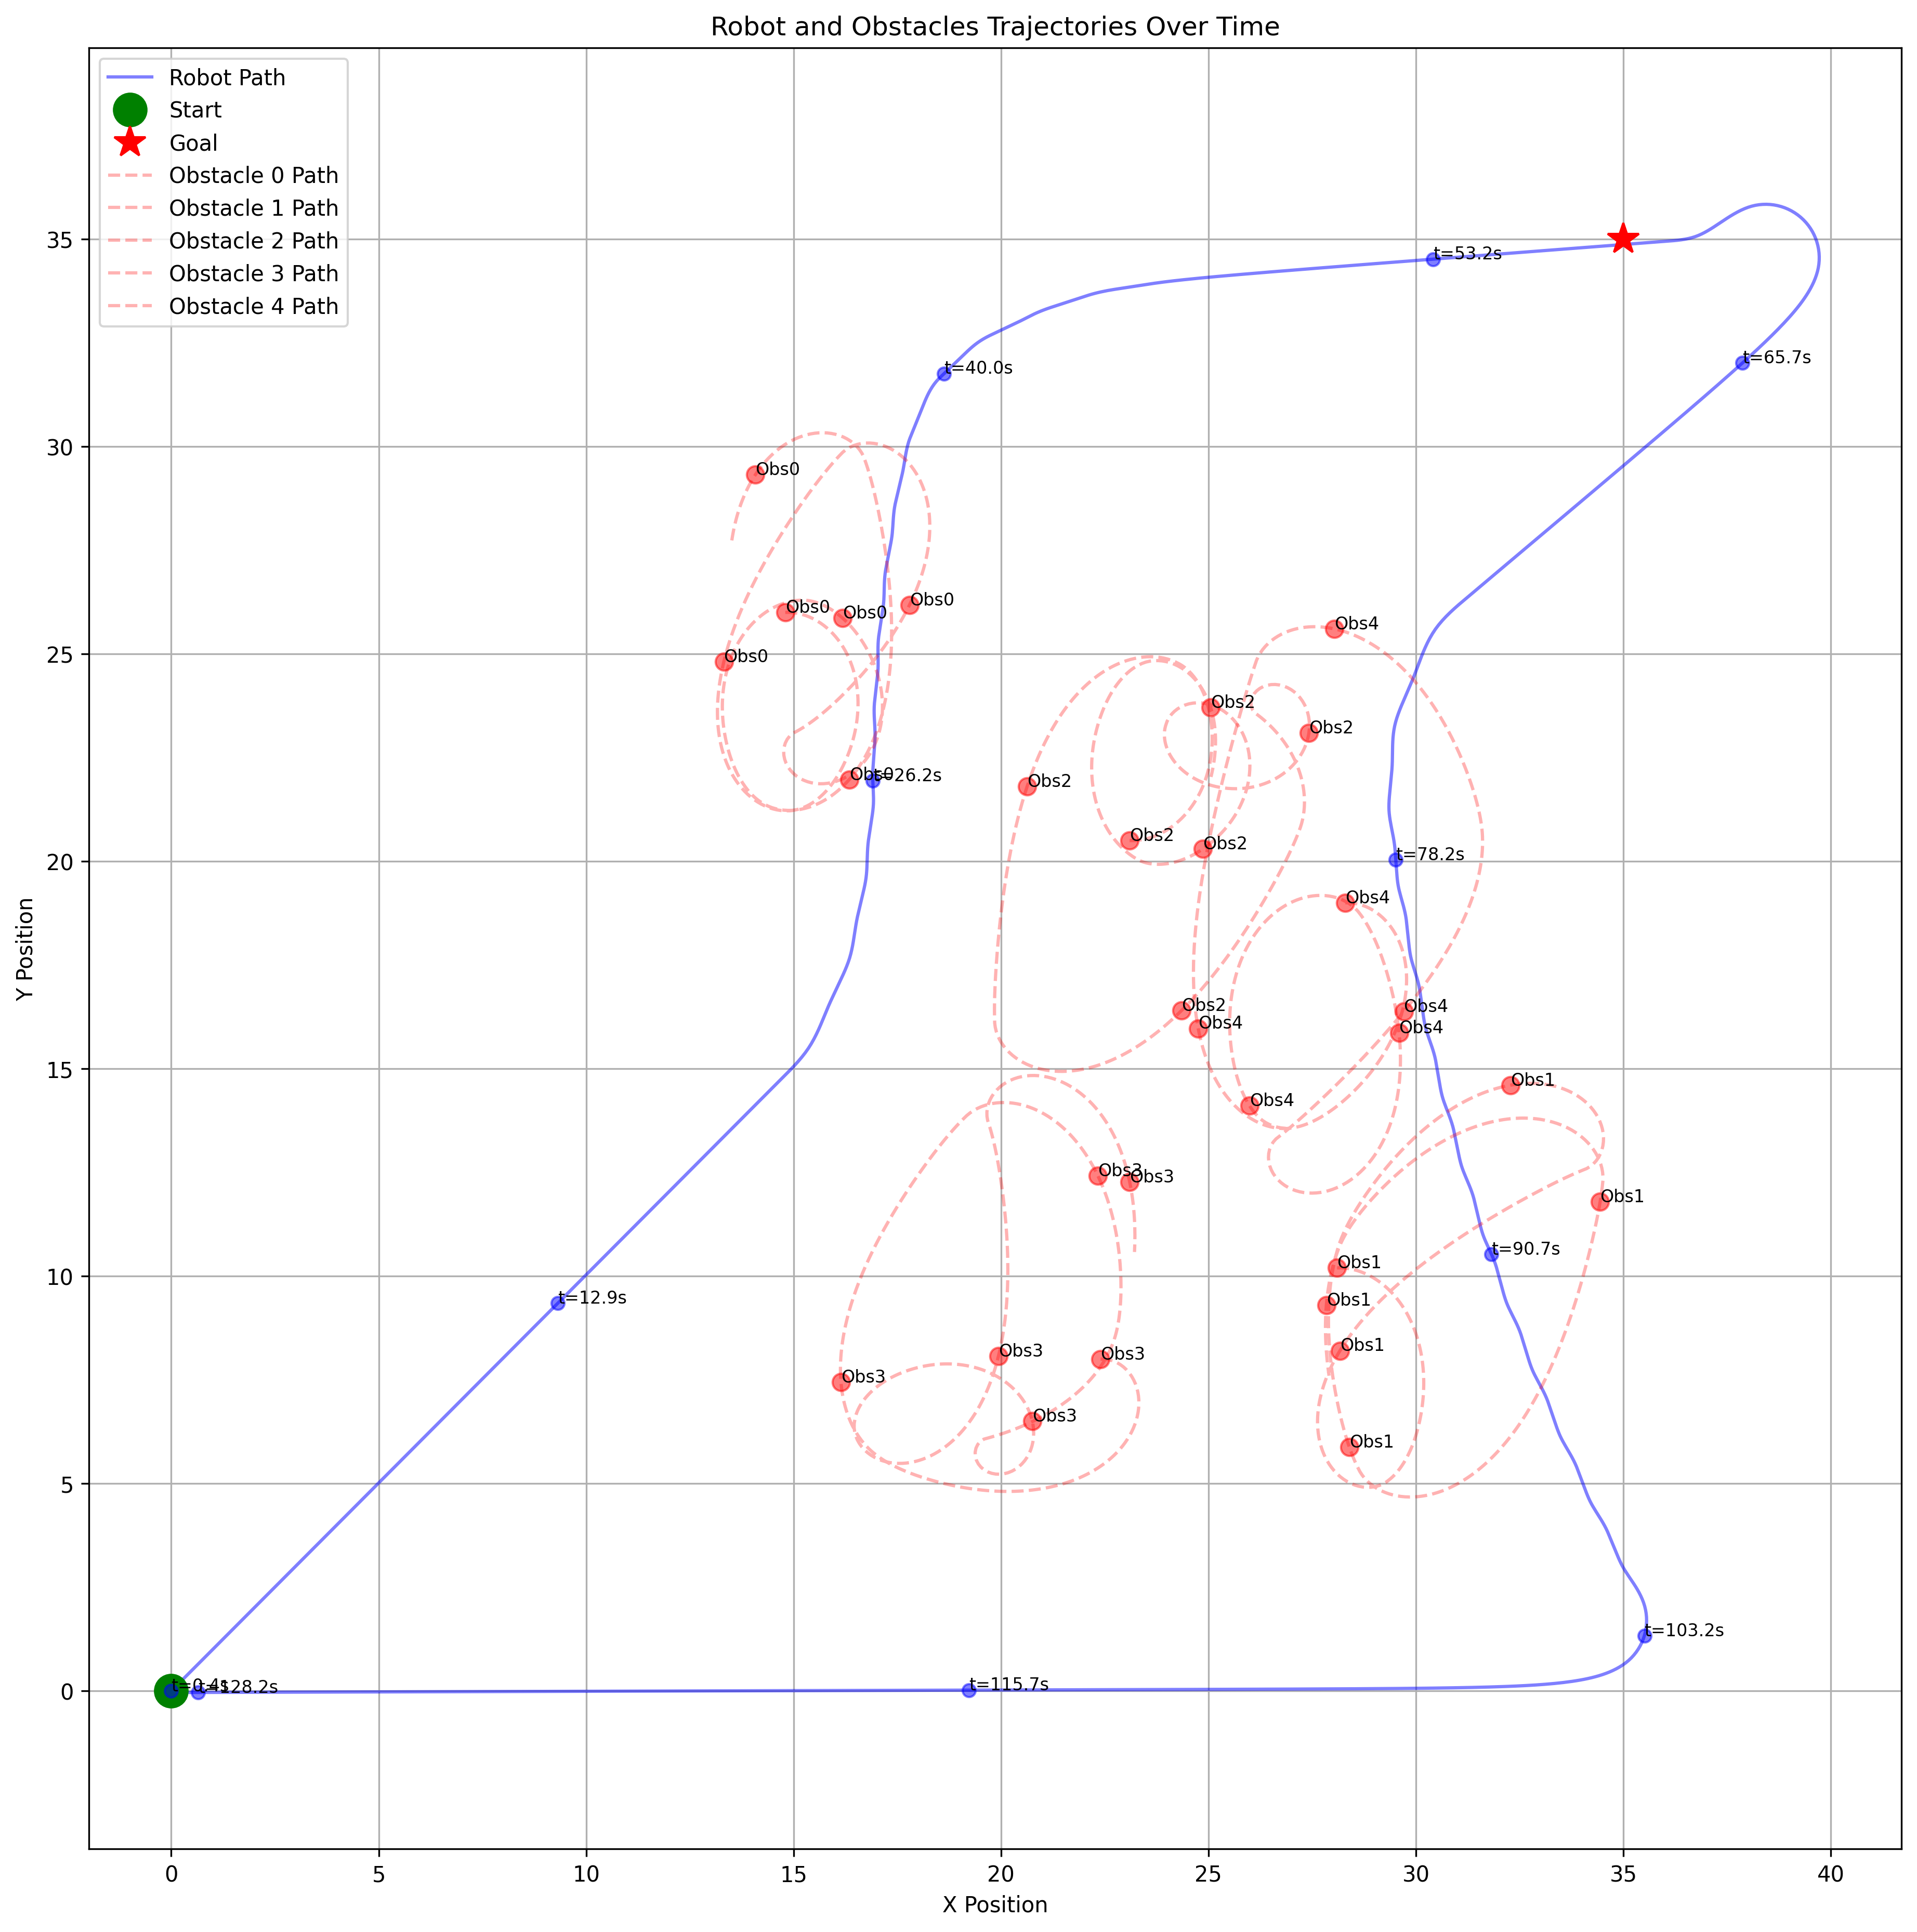 Robot and Obstacles Trajectories Over Time
Robot Path
Start
Goal
Obstacle 0 Path
Obstacle 1 Path
Obstacle 2 Path
Obstacle 3 Path
Obstacle 4 Path
35
30
25
20
15
10
5
0
Y Position
t=53.2s
t=65.7s
t=40.0s
Obs0
Obs0
Obs0
Obs0
Obs4
Obs0
Obs2
Obs2
Obs0
t=26.2s
Obs2
Obs2
Obs2
t=78.2s
Obs4
Obs2
Obs4
Obs4
Obs4
Obs1
Obs4
Obs3
Obs3
Obs1
Obs1
t=90.7s
t=12.9s
Obs1
Obs3
Obs3
Obs1
Obs3
Obs3
Obs1
t=103.2s
t=0.4s
t=128.2s
t=115.7s
0
5
10
15
20
25
30
35
40
X Position